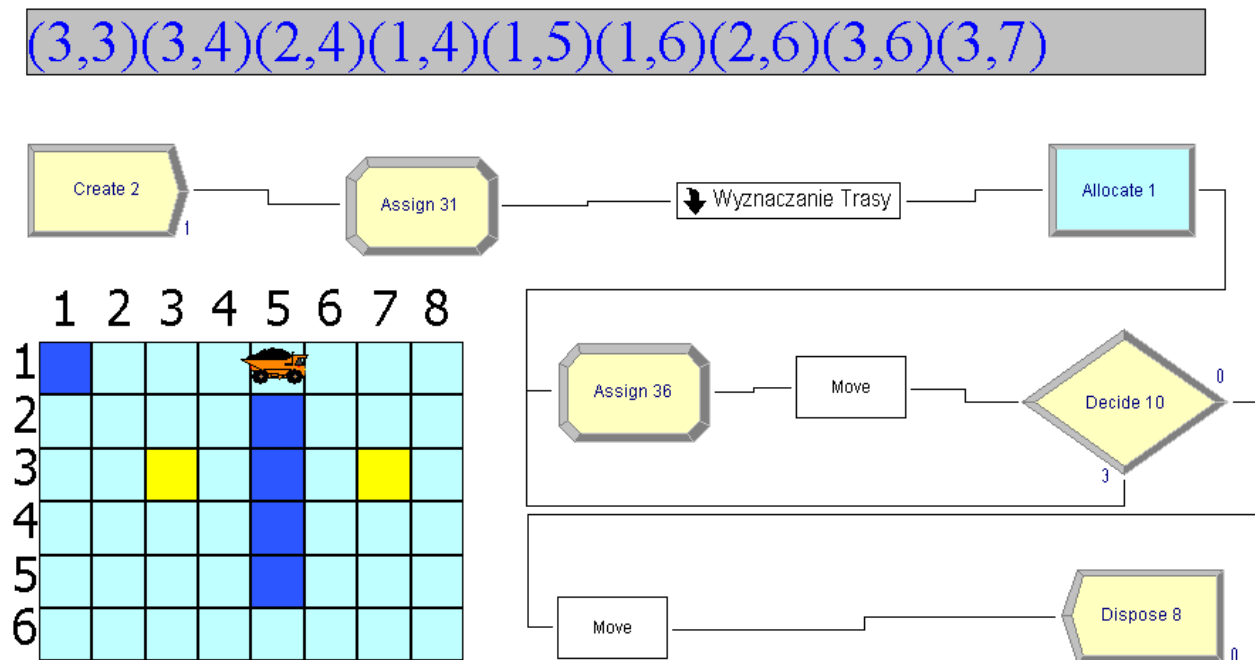 (3,3)(3,4)(2,4)(1,4)(1,5)(1,6)(2,6)(3,6)(3,7)
Create 2
1
Assign 31
Wyznaczanie Trasy
Allocate 1
1 2 3 4 5 6 7 8
1
2
3
4
5
6
Assign 36
Move
Decide 10
0
3
Move
Dispose 8
0